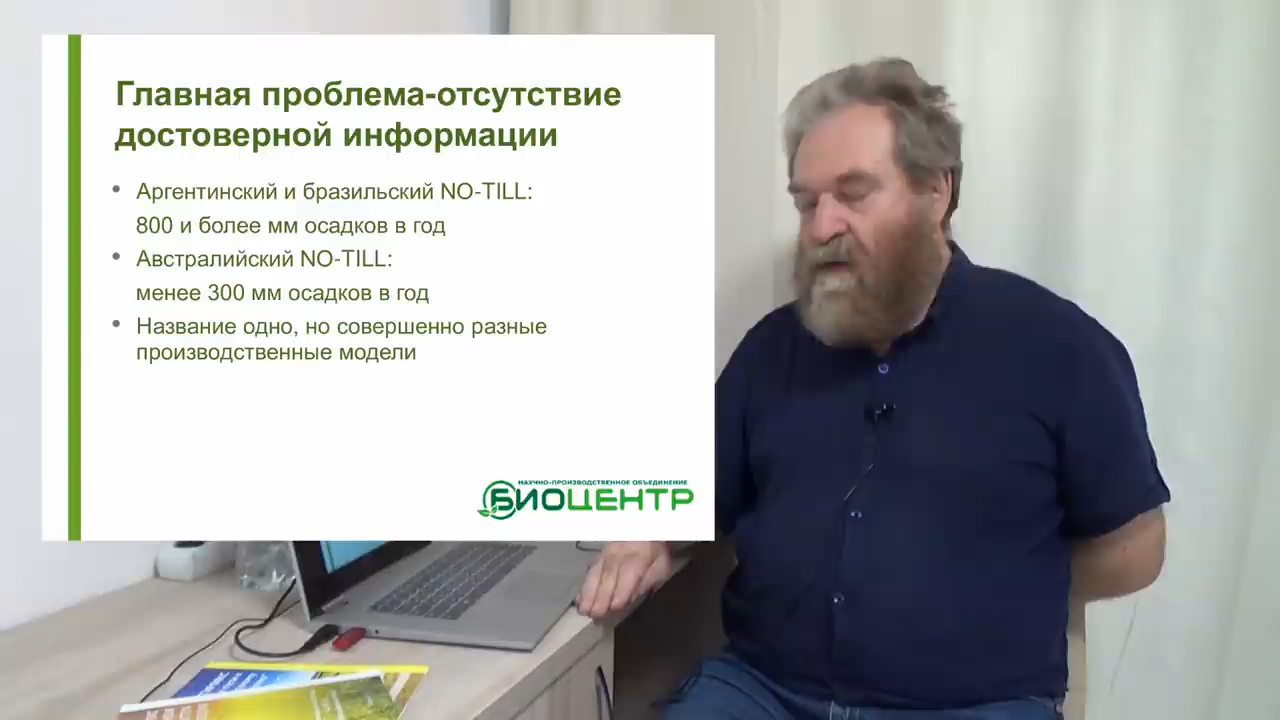 Главная проблема-отсутствие
достоверной информации
• Аргентинский и бразильский NO-TILL:
800 и более мм осадков в год
• Австралийский NO-TILL:
менее 300 мм осадков в год
• Название одно, но совершенно разные
производственные модели
НАУЧНО-ПРОИЗВОДСТВЕННОЕ ОБЪЕДИНЕНИЕ
БИОЦЕНТР